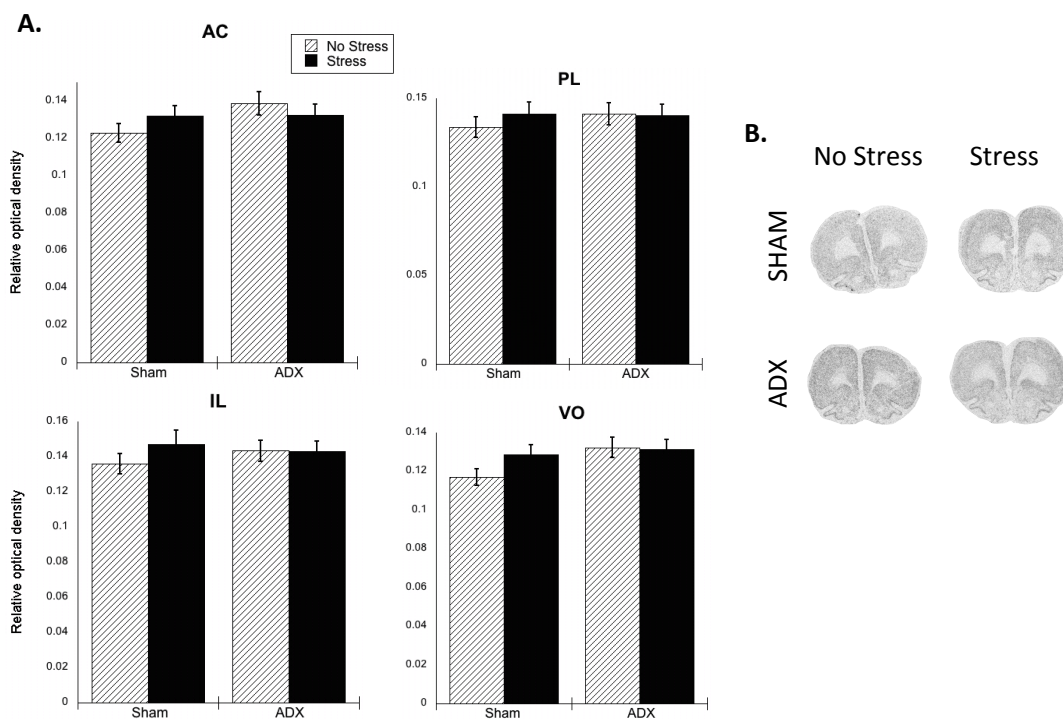 A.
AC
No Stress
Stress
Relative optical density
0.14
0.12
0.1
0.08
0.06
0.04
0.02
0
Sham ADX
PL
0.15
0.1
0.05
0
Sham ADX
IL
Relative optical density
0.16
0.14
0.12
0.1
0.08
0.06
0.04
0.02
0
Sham ADX
VO
0.14
0.12
0.1
0.08
0.06
0.04
0.02
0
Sham ADX
B.
No Stress Stress
SHAM
ADX